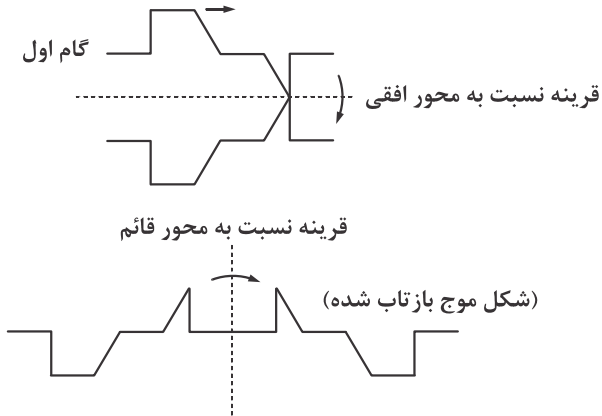 گام اول
قرینه نسبت به محور افقی
قرینه نسبت به محور قائم
(شکل موج بازتاب شده)